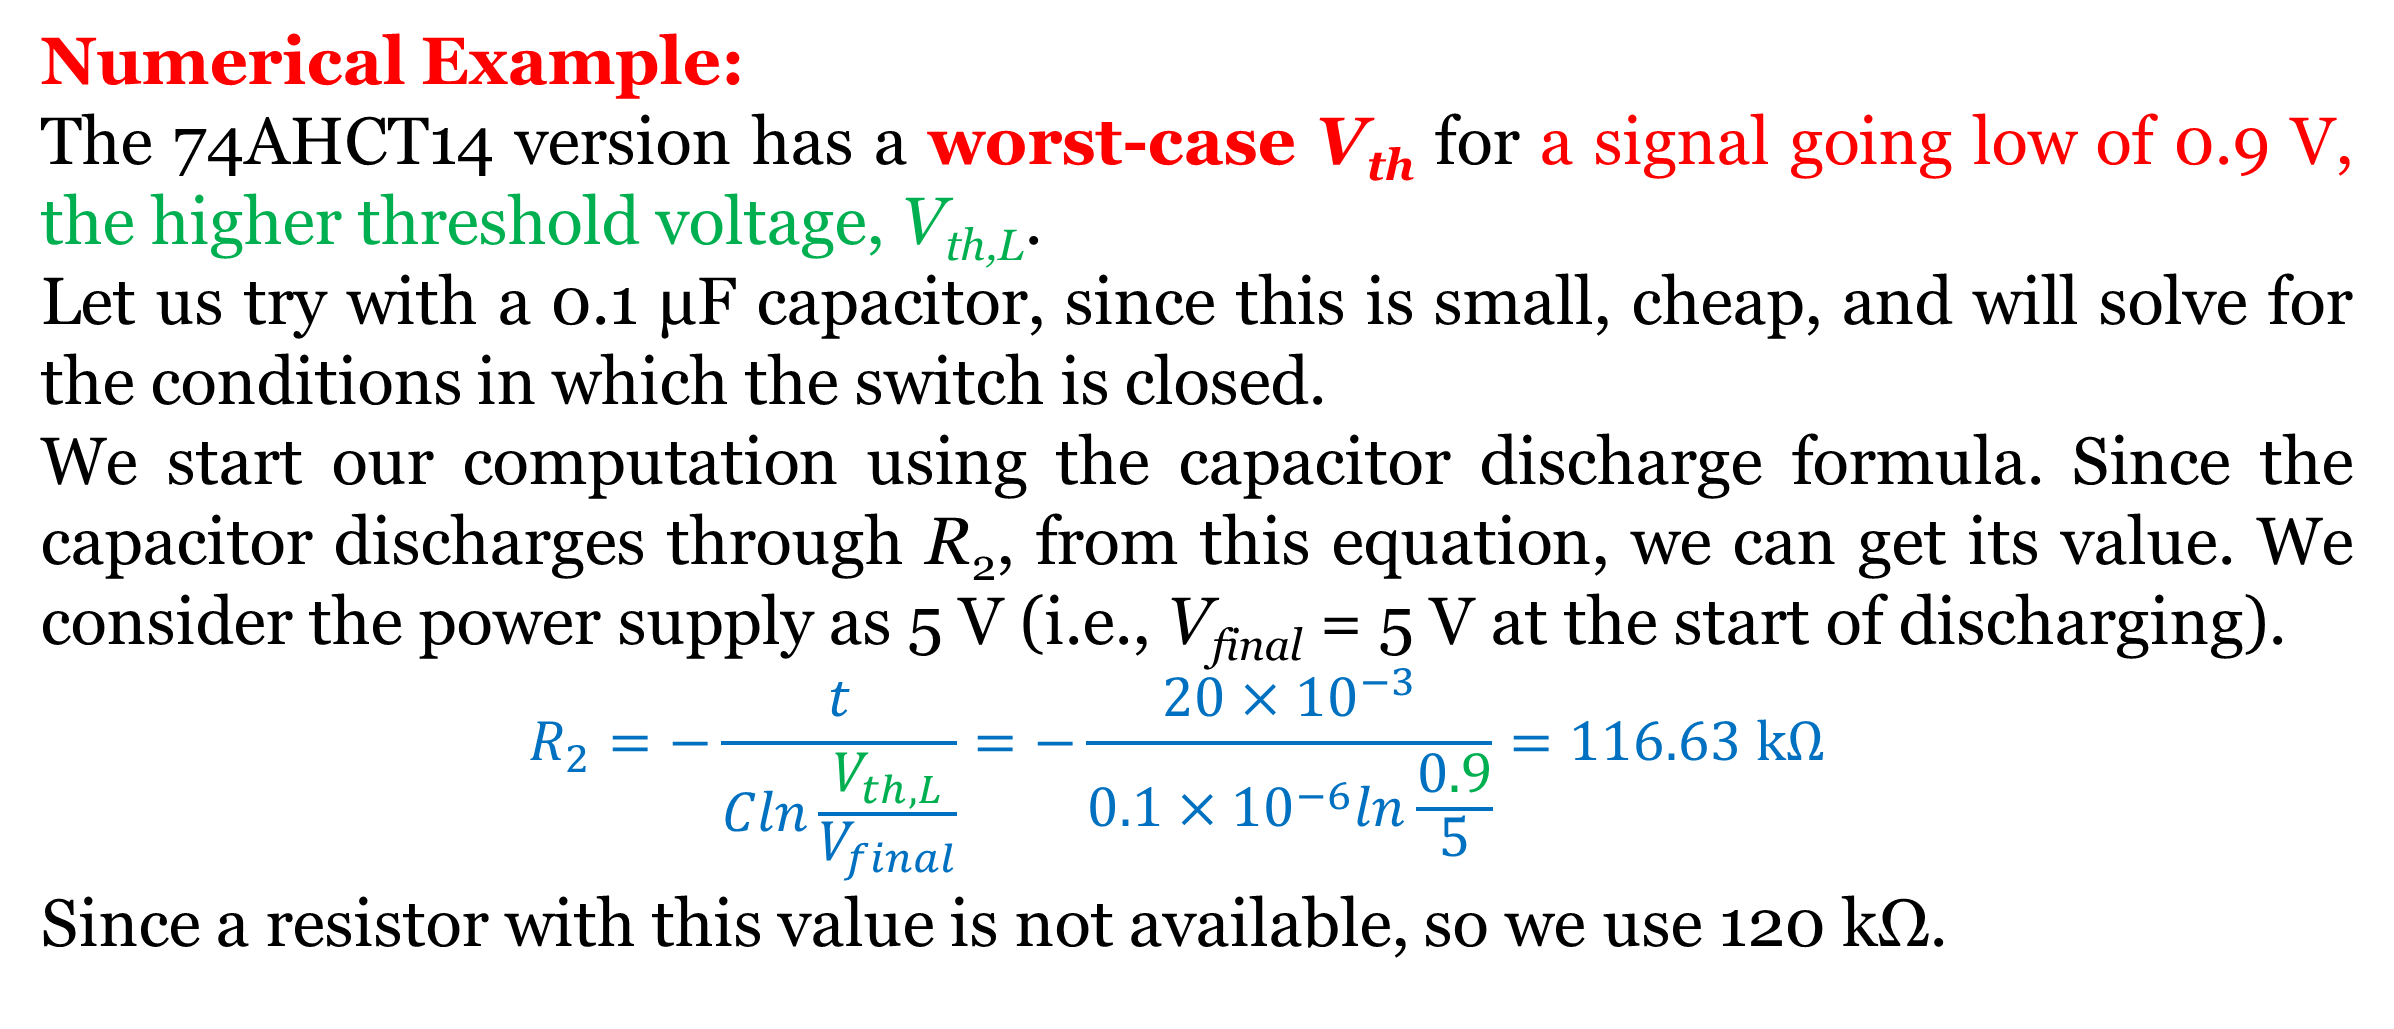 Numerical Example:
The 74AHCT14 version has a worst-case V_th for a signal going low of 0.9 V,
the higher threshold voltage, V_th,L.
Let us try with a 0.1 μF capacitor, since this is small, cheap, and will solve for
the conditions in which the switch is closed.
We start our computation using the capacitor discharge formula. Since the
capacitor discharges through R_2, from this equation, we can get its value. We
consider the power supply as 5 V (i.e., V_final = 5 V at the start of discharging).
R_2 = − t / (C ln (V_th,L / V_final)) = − (20 × 10^−3) / (0.1 × 10^−6 ln (0.9 / 5)) = 116.63 kΩ
Since a resistor with this value is not available, so we use 120 kΩ.